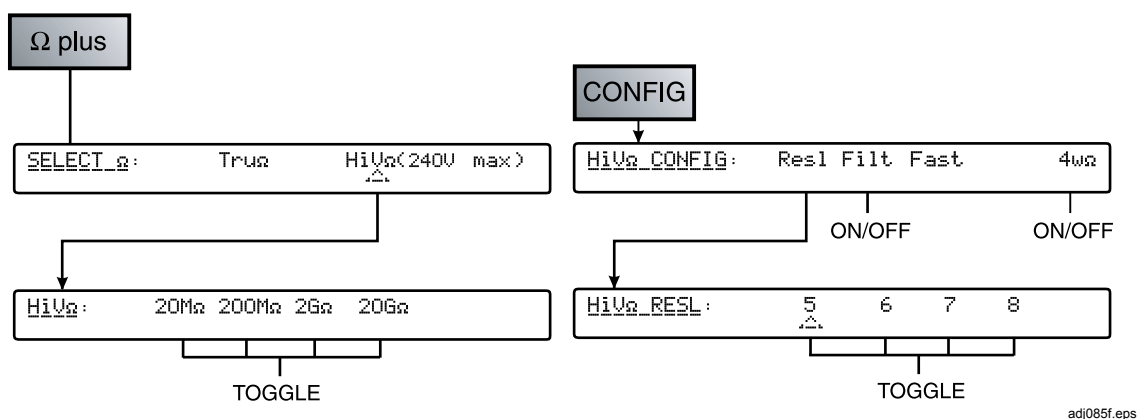 Ω plus
SELECT Ω: TruΩ HiVΩ(240V max)
HiVΩ: 20MΩ 200MΩ 2GΩ 20GΩ
TOGGLE
CONFIG
HiVΩ CONFIG: Resl Filt Fast 4wΩ
ON/OFF ON/OFF
HiVΩ RESL: 5 6 7 8
TOGGLE
adj085f.eps